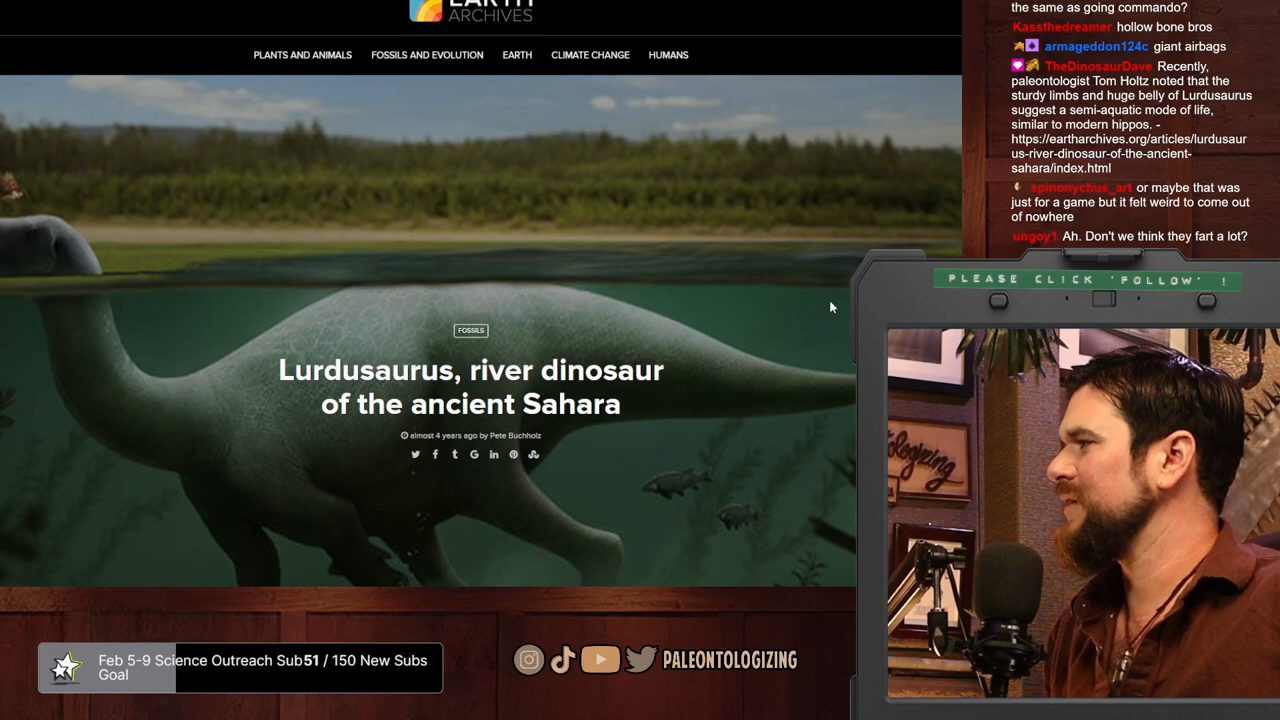 EARTH
ARCHIVES
PLANTS AND ANIMALS FOSSILS AND EVOLUTION EARTH CLIMATE CHANGE HUMANS
FOSSILS
Lurdusaurus, river dinosaur
of the ancient Sahara
almost 4 years ago by Pete Buchholz
the same as going commando?
Kassthedreamer hollow bone bros
armageddon124c giant airbags
TheDinosaurDave Recently,
paleontologist Tom Holtz noted that the
sturdy limbs and huge belly of Lurdusaurus
suggest a semi-aquatic mode of life,
similar to modern hippos. -
https://eartharchives.org/articles/lurdusaur
us-river-dinosaur-of-the-ancient-
sahara/index.html
spinonychus_art or maybe that was
just for a game but it felt weird to come out
of nowhere
ungoy1 Ah. Don't we think they fart a lot?
PLEASE CLICK 'FOLLOW' !
ologizing
Feb 5-9 Science Outreach Sub 51 / 150 New Subs
Goal
PALEONTOLOGIZING